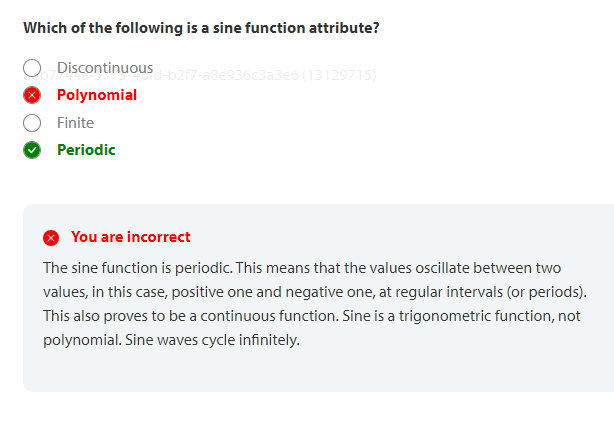 Which of the following is a sine function attribute?
Discontinuous
-b2f7-a8e936c3a3e6 (13129715)
Polynomial
Finite
Periodic
You are incorrect
The sine function is periodic. This means that the values oscillate between two
values, in this case, positive one and negative one, at regular intervals (or periods).
This also proves to be a continuous function. Sine is a trigonometric function, not
polynomial. Sine waves cycle infinitely.